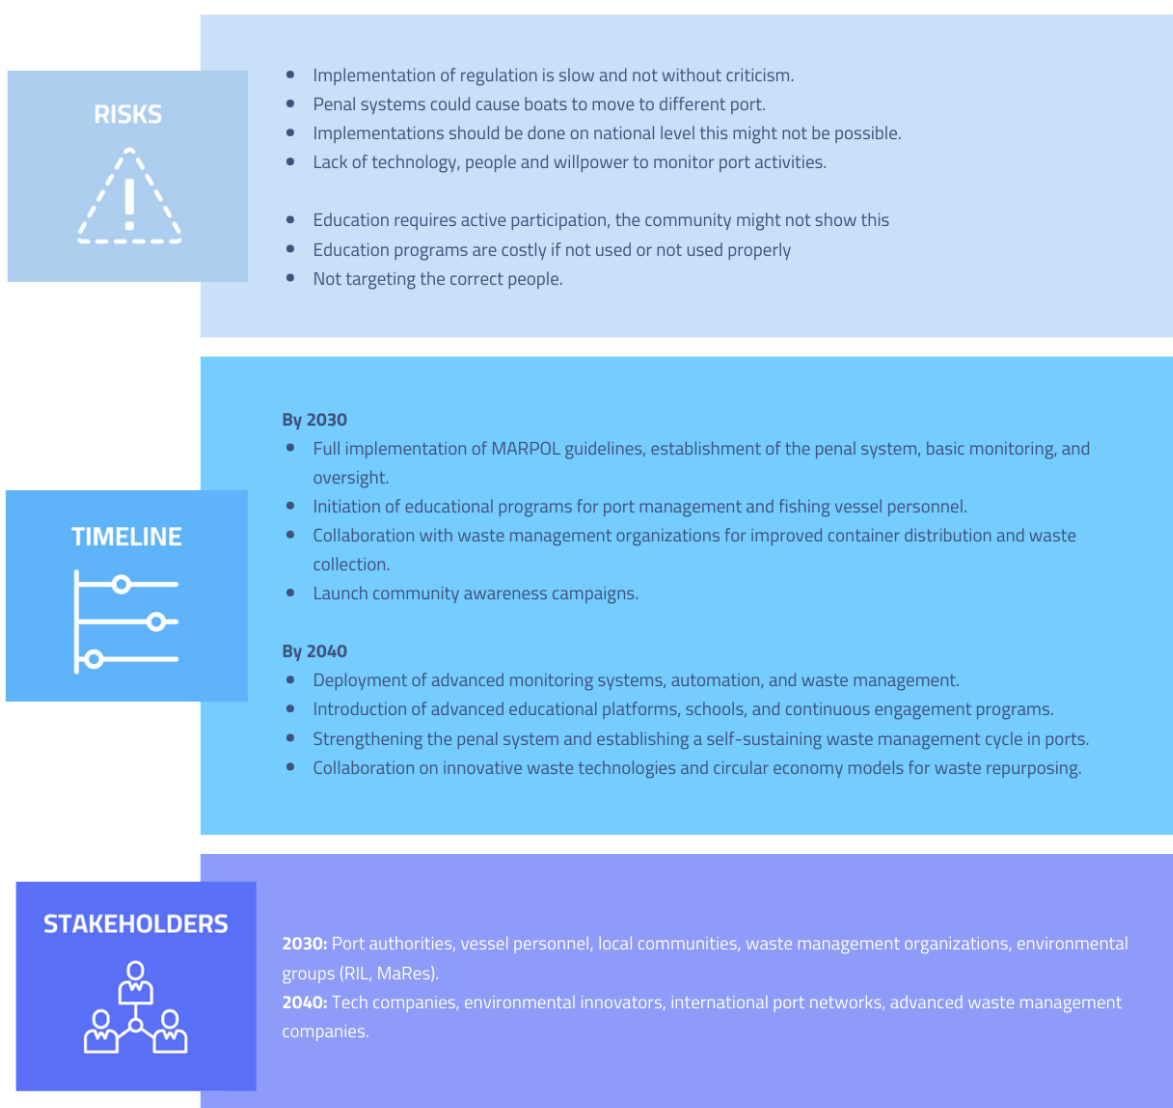 RISKS
• Implementation of regulation is slow and not without criticism.
• Penal systems could cause boats to move to different port.
• Implementations should be done on national level this might not be possible.
• Lack of technology, people and willpower to monitor port activities.
• Education requires active participation, the community might not show this
• Education programs are costly if not used or not used properly
• Not targeting the correct people.
TIMELINE
By 2030
• Full implementation of MARPOL guidelines, establishment of the penal system, basic monitoring, and
oversight.
• Initiation of educational programs for port management and fishing vessel personnel.
• Collaboration with waste management organizations for improved container distribution and waste
collection.
• Launch community awareness campaigns.
By 2040
• Deployment of advanced monitoring systems, automation, and waste management.
• Introduction of advanced educational platforms, schools, and continuous engagement programs.
• Strengthening the penal system and establishing a self-sustaining waste management cycle in ports.
• Collaboration on innovative waste technologies and circular economy models for waste repurposing.
STAKEHOLDERS
2030: Port authorities, vessel personnel, local communities, waste management organizations, environmental
groups (RIL, MaRes).
2040: Tech companies, environmental innovators, international port networks, advanced waste management
companies.